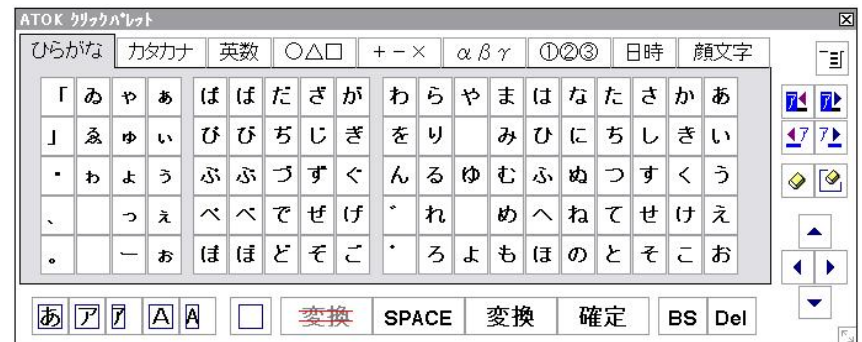 ATOK クリックパレット
ひらがな カタカナ 英数 ○△□ +-× αβγ ①②③ 日時 顔文字
「 ゐ ゃ ぁ ぱ ば だ ざ が わ ら や ま は な た さ か あ
」 ゑ ゅ ぃ ぴ び ぢ じ ぎ を り み ひ に ち し き い
・ ゎ ょ ぅ ぷ ぶ づ ず ぐ ん る ゆ む ふ ぬ つ す く う
、 っ ぇ ぺ べ で ぜ げ ゛ れ め へ ね て せ け え
。 ー ぉ ぽ ぼ ど ぞ ご ゜ ろ よ も ほ の と そ こ お
あ ア ア A A 変換 SPACE 変換 確定 BS Del